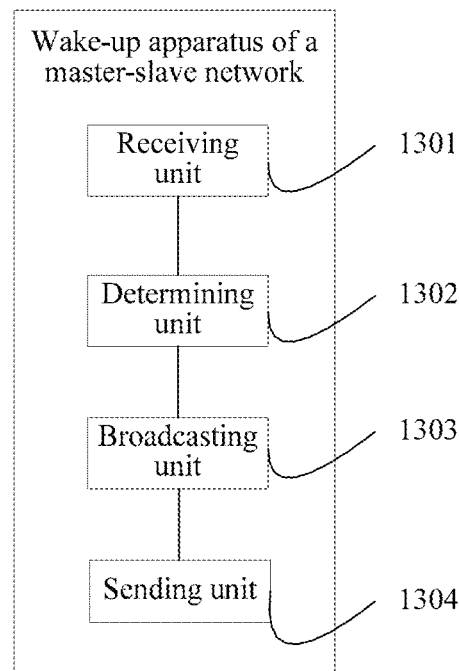 Wake-up apparatus of a
master-slave network
Receiving
unit
1301
Determining
unit
1302
Broadcasting
unit
1303
Sending unit
1304